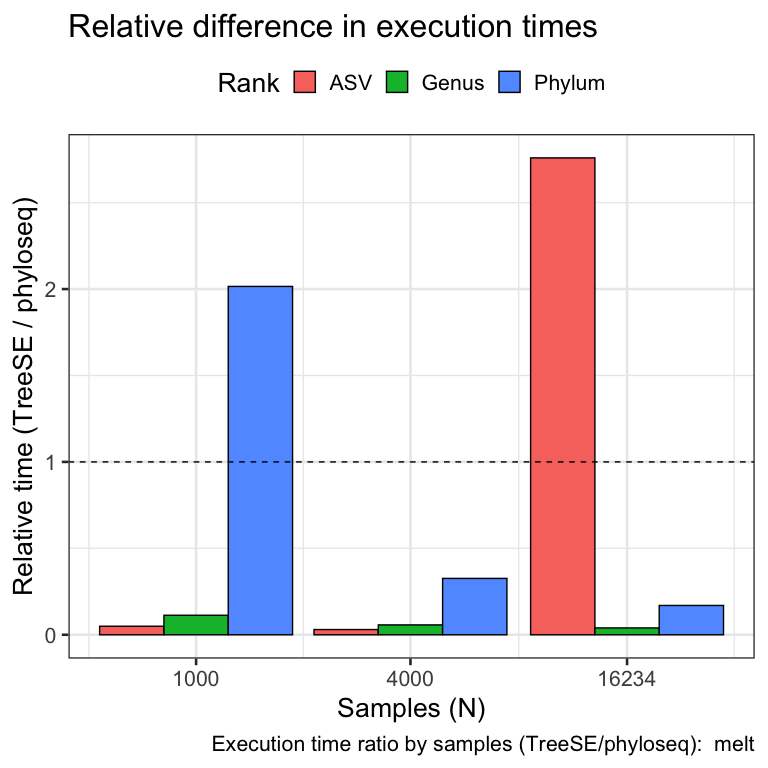 Relative difference in execution times
Rank ASV Genus Phylum
Relative time (TreeSE / phyloseq)
2
1
0
1000 4000 16234
Samples (N)
Execution time ratio by samples (TreeSE/phyloseq):  melt